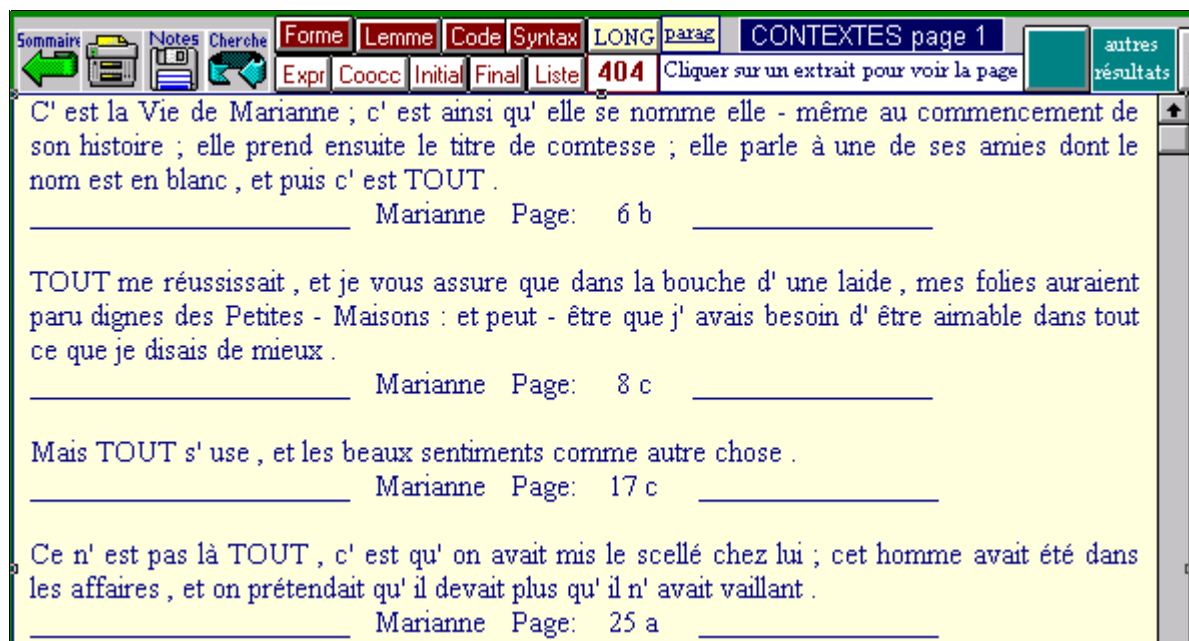 Sommaire Notes Cherche Forme Lemme Code Syntax LONG parag CONTEXTES page 1 autres
Expr Coocc Initial Final Liste 404 Cliquer sur un extrait pour voir la page résultats
C' est la Vie de Marianne ; c' est ainsi qu' elle se nomme elle - même au commencement de
son histoire ; elle prend ensuite le titre de comtesse ; elle parle à une de ses amies dont le
nom est en blanc , et puis c' est TOUT .
Marianne Page: 6 b
TOUT me réussissait , et je vous assure que dans la bouche d' une laide , mes folies auraient
paru dignes des Petites - Maisons : et peut - être que j' avais besoin d' être aimable dans tout
ce que je disais de mieux .
Marianne Page: 8 c
Mais TOUT s' use , et les beaux sentiments comme autre chose .
Marianne Page: 17 c
Ce n' est pas là TOUT , c' est qu' on avait mis le scellé chez lui ; cet homme avait été dans
les affaires , et on prétendait qu' il devait plus qu' il n' avait vaillant .
Marianne Page: 25 a